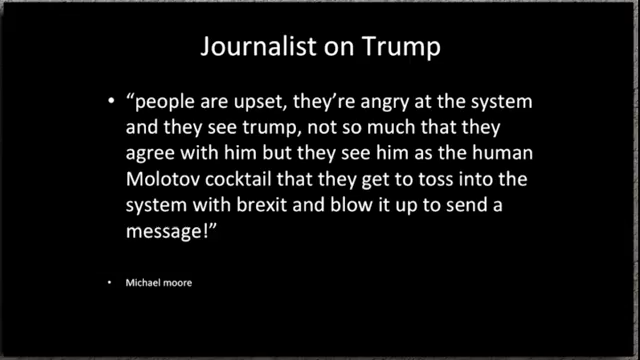 Journalist on Trump
• “people are upset, they’re angry at the system
and they see trump, not so much that they
agree with him but they see him as the human
Molotov cocktail that they get to toss into the
system with brexit and blow it up to send a
message!”
• Michael moore